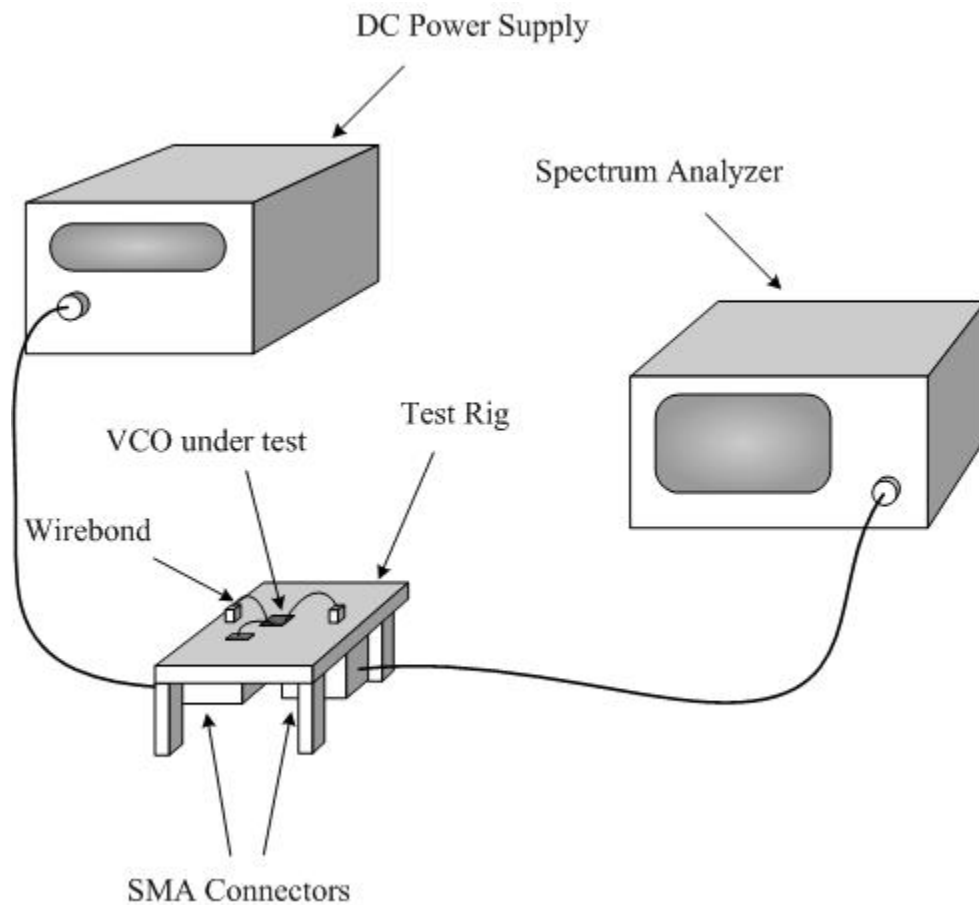 DC Power Supply
Spectrum Analyzer
Test Rig
VCO under test
Wirebond
SMA Connectors